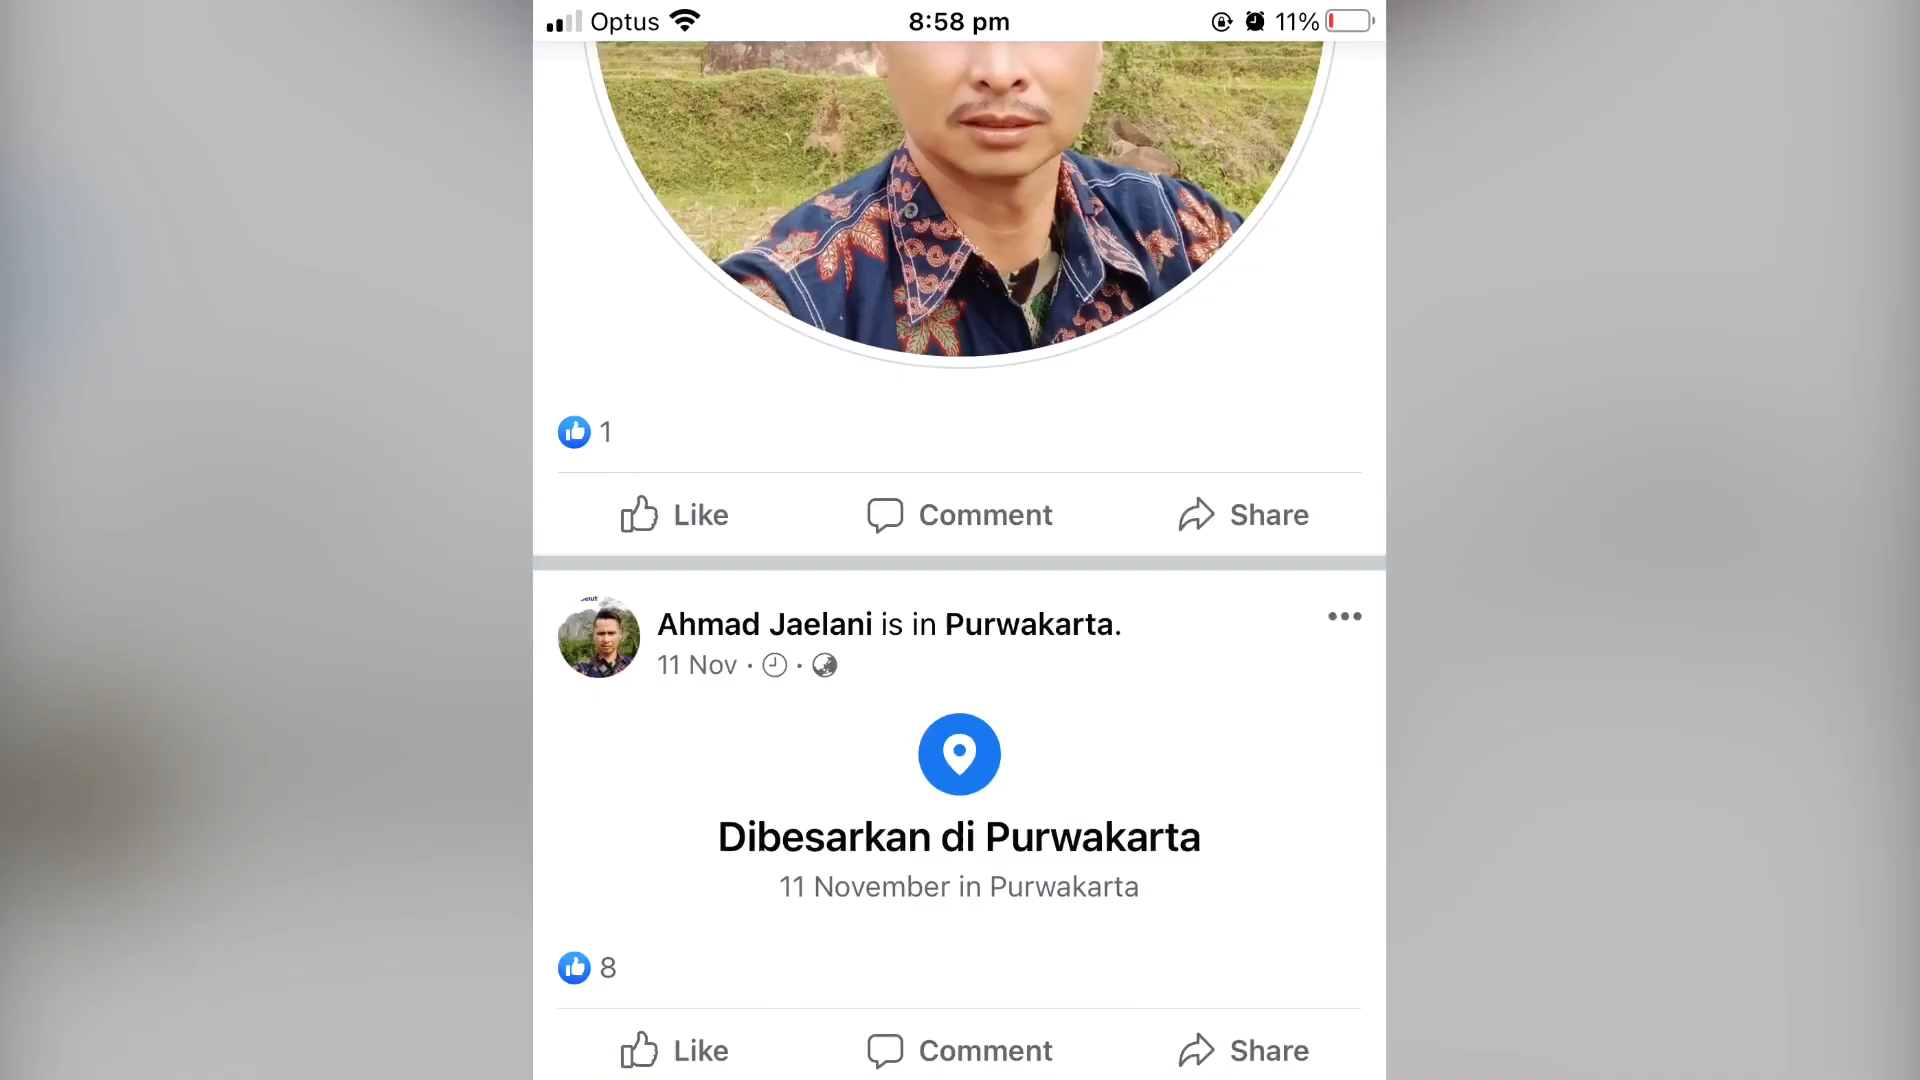 Optus 8:58 pm 11%
1
Like Comment Share
Ahmad Jaelani is in Purwakarta.
11 Nov
Dibesarkan di Purwakarta
11 November in Purwakarta
8
Like Comment Share